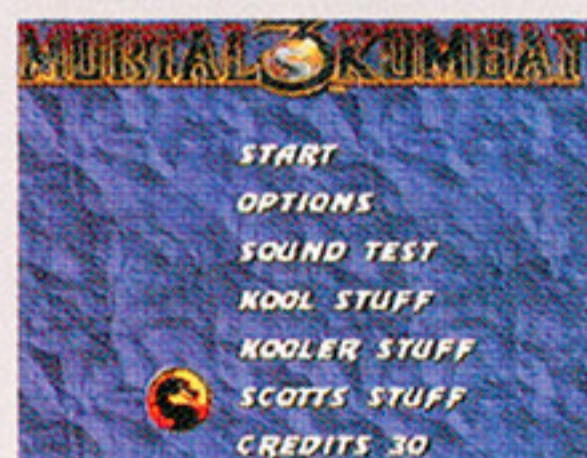 MORTAL 3 KOMBAT
START
OPTIONS
SOUND TEST
KOOL STUFF
KOOLER STUFF
SCOTTS STUFF
CREDITS 30